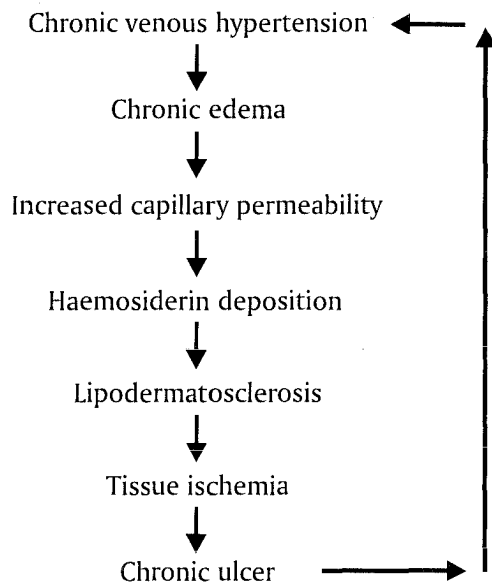 Chronic venous hypertension
Chronic edema
Increased capillary permeability
Haemosiderin deposition
Lipodermatosclerosis
Tissue ischemia
Chronic ulcer